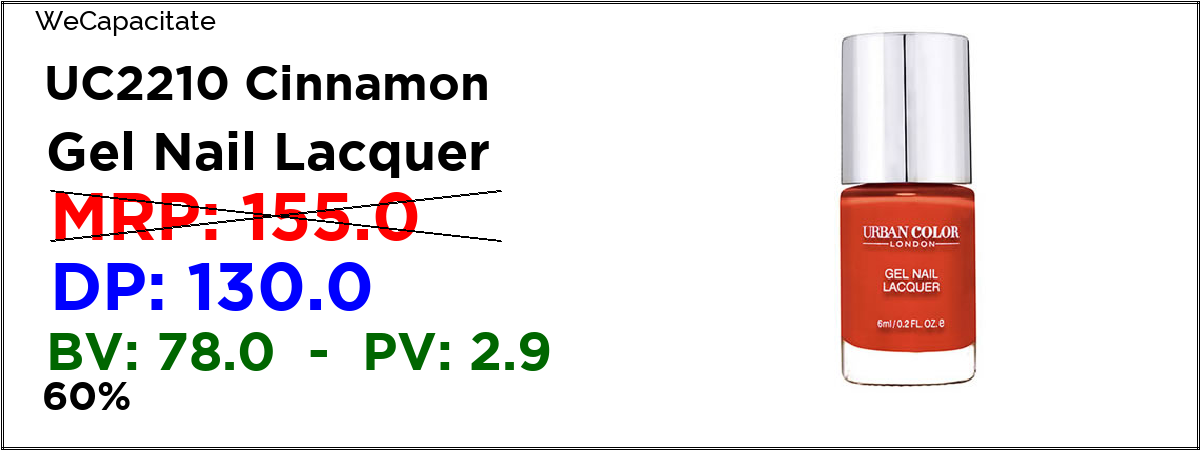 WeCapacitate
UC2210 Cinnamon
Gel Nail Lacquer
MRP: 155.0
DP: 130.0
BV: 78.0 - PV: 2.9
60%
URBAN COLOR
LONDON
GEL NAIL
LACQUER
6ml/0.2 FL. OZ. e